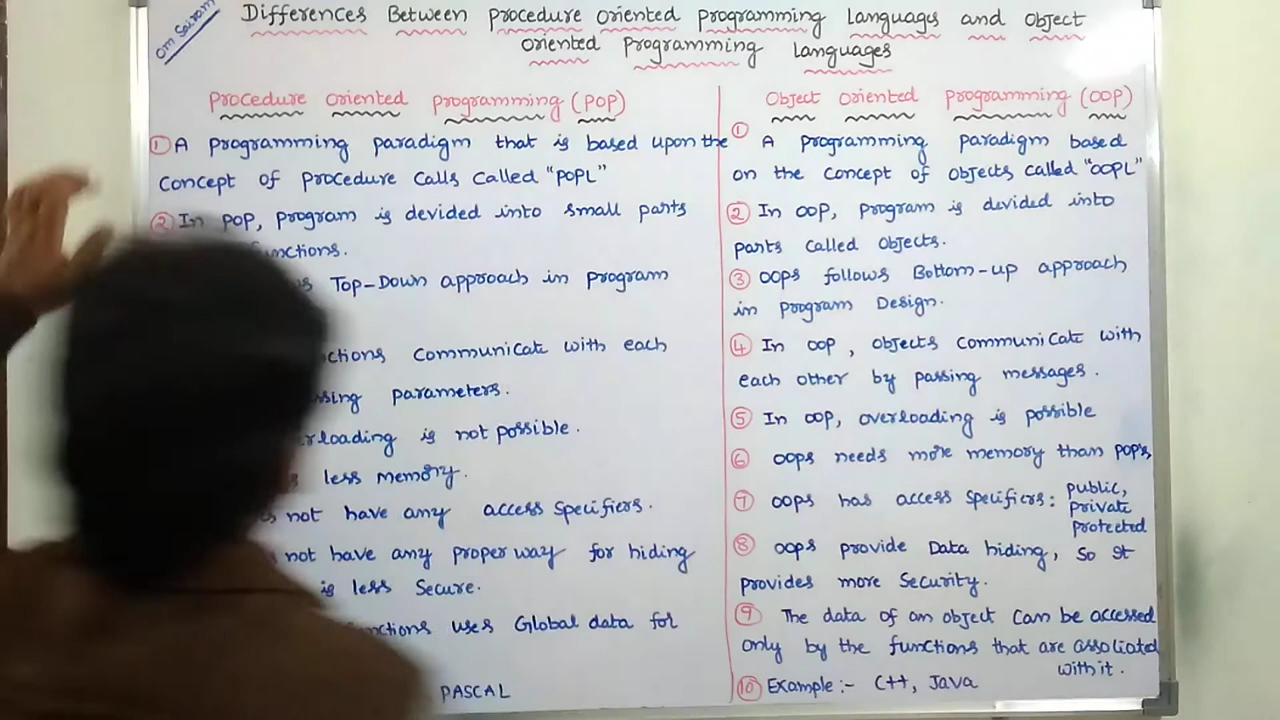 Om Sairam
Differences Between procedure oriented programming Languages and Object
oriented programming Languages
procedure oriented programming (POP)
① A programming paradigm that is based upon the
concept of procedure calls called "POPL"
② In pop, program is devided into small parts
Top-Down approach in program
communicate with each
parameters.
is not possible.
less memory.
not have any access specifiers.
not have any proper way for hiding
is less secure.
uses Global data for
PASCAL
Object oriented programming (OOP)
① A programming paradigm based
on the concept of objects called "OOPL"
② In OOP, program is devided into
parts called objects.
③ OOPs follows Bottom-up approach
in program Design.
④ In OOP, objects communicate with
each other by passing messages.
⑤ In OOP, overloading is possible
⑥ OOPs needs more memory than pop's
⑦ OOPs has access specifiers: public,
private
protected
⑧ OOPs provide Data hiding, so it
provides more security.
⑨ The data of an object can be accessed
only by the functions that are associated
with it.
⑩ Example:- C++, Java